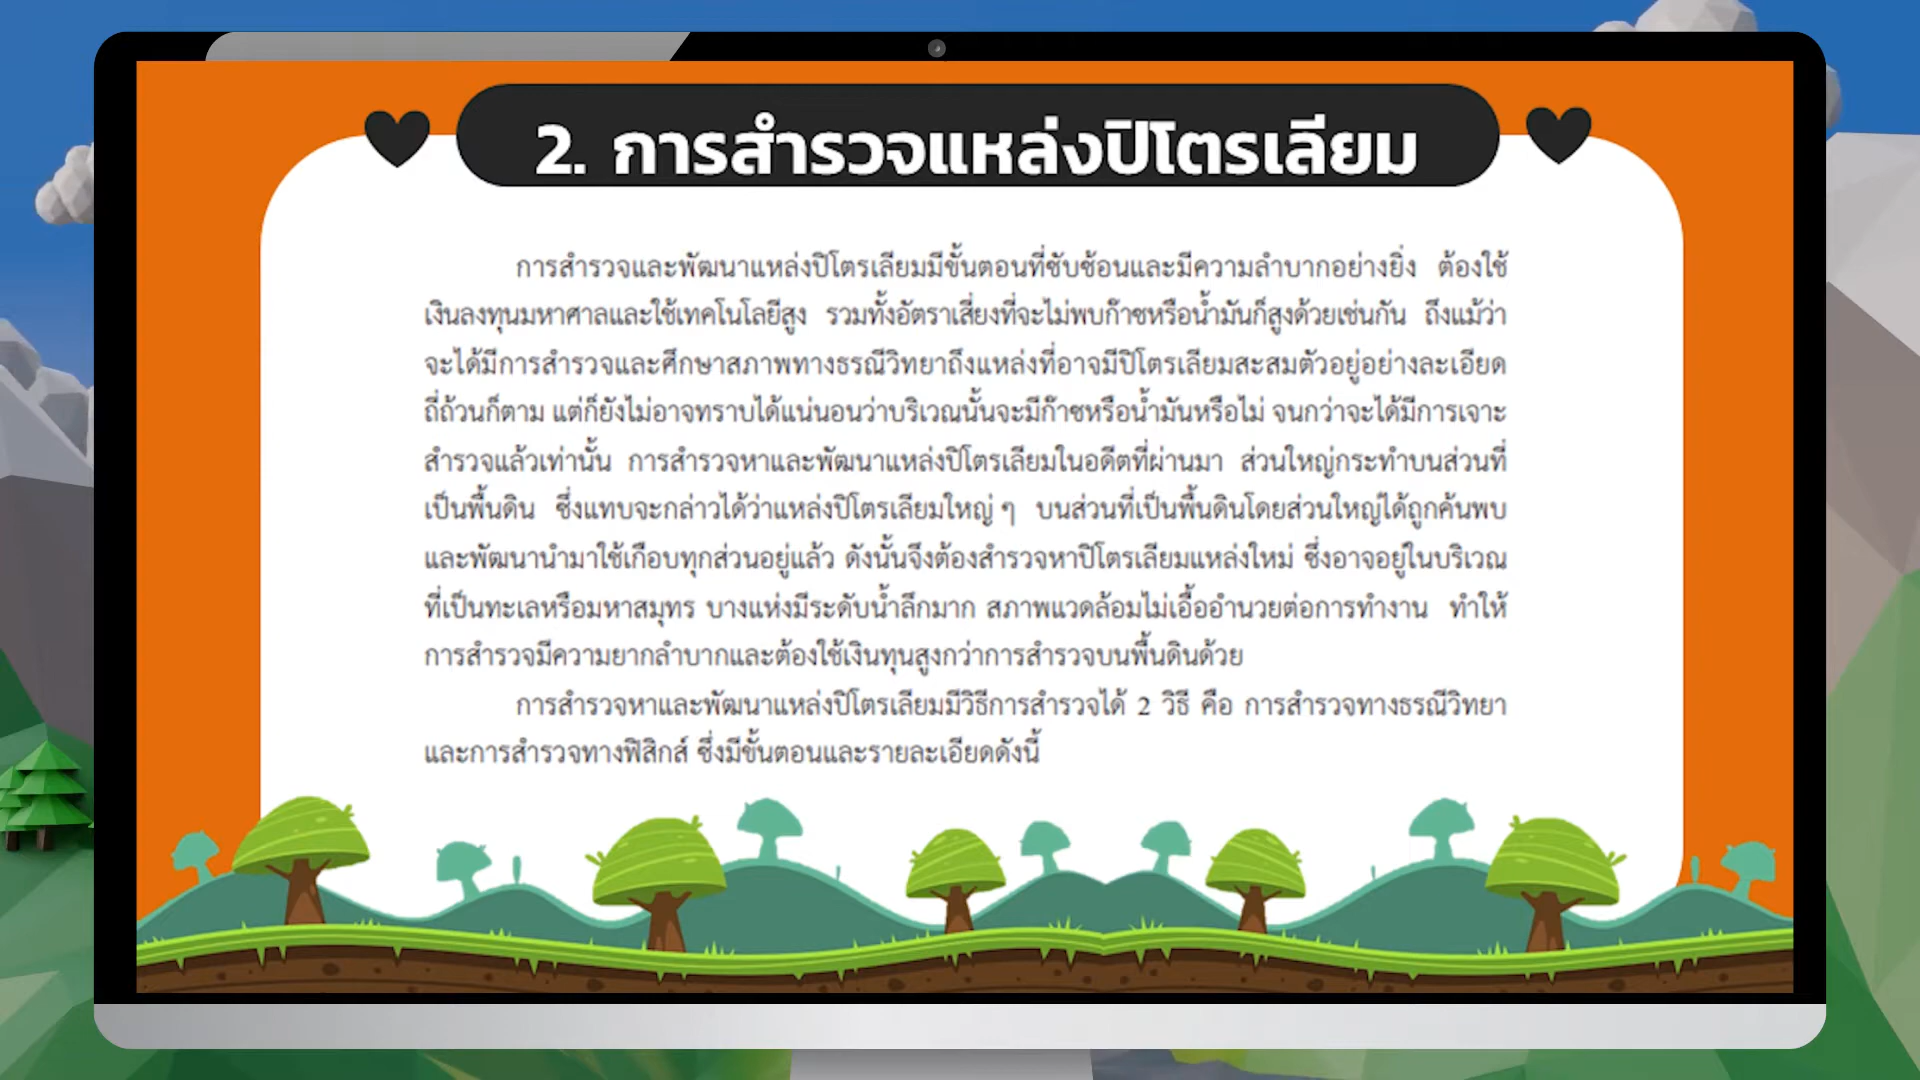 2. การสำรวจแหล่งปิโตรเลียม
การสำรวจและพัฒนาแหล่งปิโตรเลียมมีขั้นตอนที่ซับซ้อนและมีความลำบากอย่างยิ่ง ต้องใช้
เงินลงทุนมหาศาลและใช้เทคโนโลยีสูง รวมทั้งอัตราเสี่ยงที่จะไม่พบก๊าซหรือน้ำมันก็สูงด้วยเช่นกัน ถึงแม้ว่า
จะได้มีการสำรวจและศึกษาสภาพทางธรณีวิทยาถึงแหล่งที่อาจมีปิโตรเลียมสะสมตัวอยู่อย่างละเอียด
ถี่ถ้วนก็ตาม แต่ก็ยังไม่อาจทราบได้แน่นอนว่าบริเวณนั้นจะมีก๊าซหรือน้ำมันหรือไม่ จนกว่าจะได้มีการเจาะ
สำรวจแล้วเท่านั้น การสำรวจหาและพัฒนาแหล่งปิโตรเลียมในอดีตที่ผ่านมา ส่วนใหญ่กระทำบนส่วนที่
เป็นพื้นดิน ซึ่งแทบจะกล่าวได้ว่าแหล่งปิโตรเลียมใหญ่ ๆ บนส่วนที่เป็นพื้นดินโดยส่วนใหญ่ได้ถูกค้นพบ
และพัฒนานำมาใช้เกือบทุกส่วนอยู่แล้ว ดังนั้นจึงต้องสำรวจหาปิโตรเลียมแหล่งใหม่ ซึ่งอาจอยู่ในบริเวณ
ที่เป็นทะเลหรือมหาสมุทร บางแห่งมีระดับน้ำลึกมาก สภาพแวดล้อมไม่เอื้ออำนวยต่อการทำงาน ทำให้
การสำรวจมีความยากลำบากและต้องใช้เงินทุนสูงกว่าการสำรวจบนพื้นดินด้วย
การสำรวจหาและพัฒนาแหล่งปิโตรเลียมมีวิธีการสำรวจได้ 2 วิธี คือ การสำรวจทางธรณีวิทยา
และการสำรวจทางฟิสิกส์ ซึ่งมีขั้นตอนและรายละเอียดดังนี้